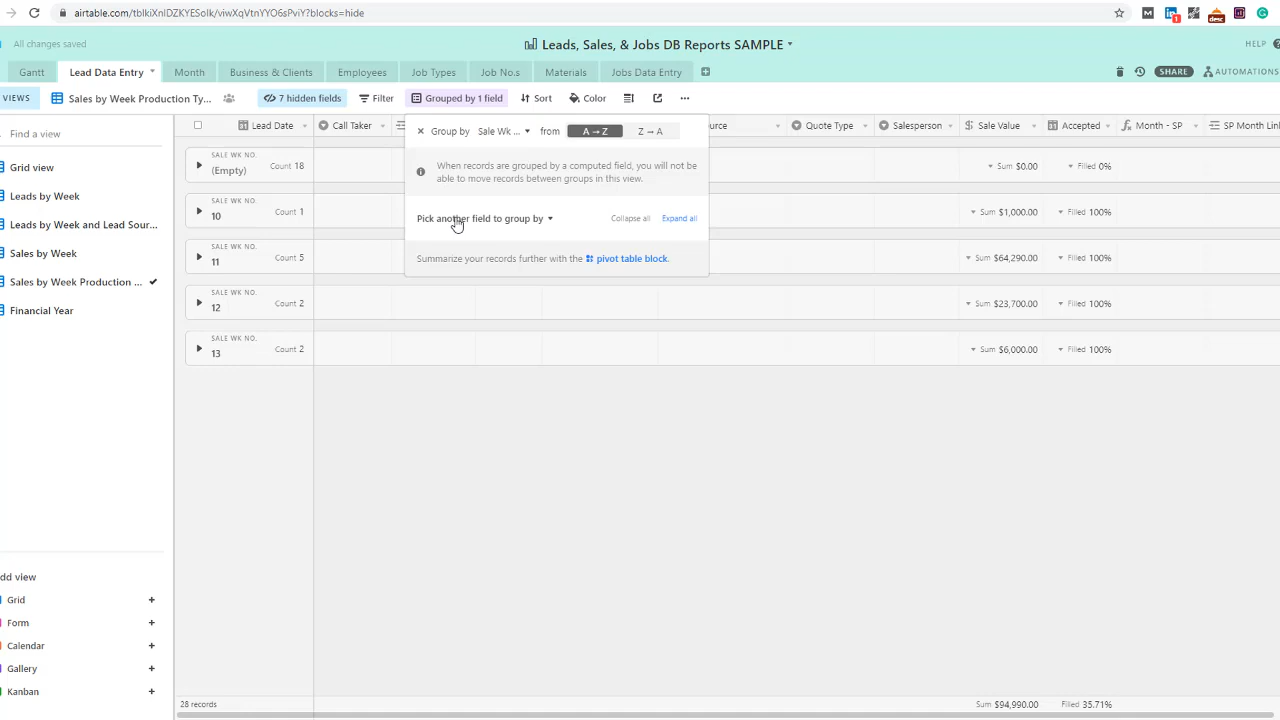 airtable.com/tblkiXnIDZKYESolk/viwXqVtnYYO6sPviY?blocks=hide
All changes saved
Leads, Sales, & Jobs DB Reports SAMPLE
HELP
Gantt
Lead Data Entry
Month
Business & Clients
Employees
Job Types
Job No.s
Materials
Jobs Data Entry
SHARE
AUTOMATIONS
VIEWS
Sales by Week Production Ty...
7 hidden fields
Filter
Grouped by 1 field
Sort
Color
Find a view
Lead Date
Call Taker
Group by Sale Wk ... from A → Z Z → A
ource
Quote Type
Salesperson
Sale Value
Accepted
Month - SP
SP Month Link
Grid view
Leads by Week
Leads by Week and Lead Sour...
Sales by Week
Sales by Week Production ...
Financial Year
When records are grouped by a computed field, you will not be
able to move records between groups in this view.
Pick another field to group by
Collapse all
Expand all
Summarize your records further with the pivot table block.
SALE WK NO.
(Empty) Count 18 Sum $0.00 Filled 0%
SALE WK NO.
10 Count 1 Sum $1,000.00 Filled 100%
SALE WK NO.
11 Count 5 Sum $64,290.00 Filled 100%
SALE WK NO.
12 Count 2 Sum $23,700.00 Filled 100%
SALE WK NO.
13 Count 2 Sum $6,000.00 Filled 100%
dd view
Grid
Form
Calendar
Gallery
Kanban
28 records Sum $94,990.00 Filled 35.71%